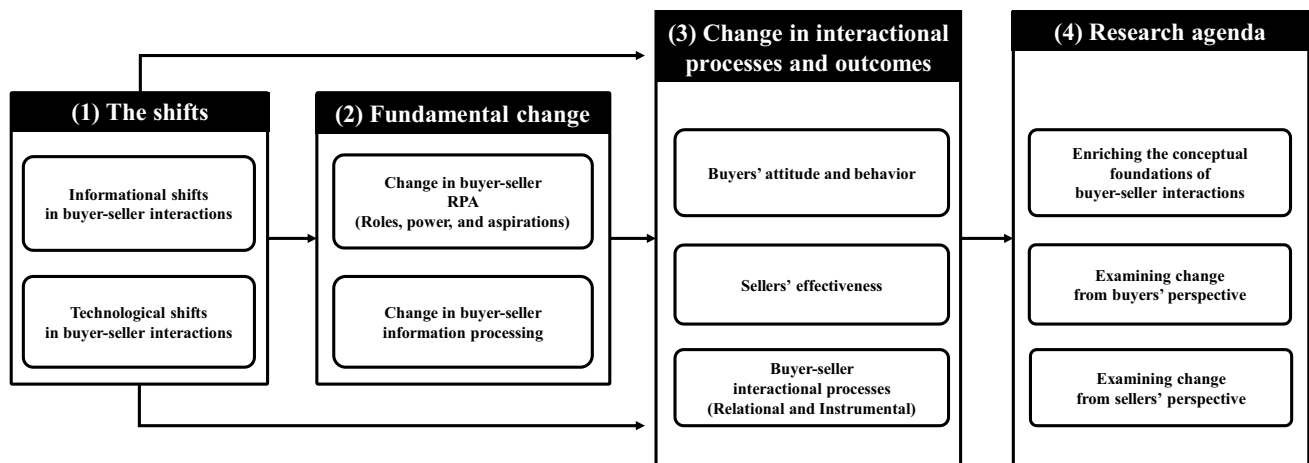 (1) The shifts
Informational shifts
in buyer-seller interactions
Technological shifts
in buyer-seller interactions
(2) Fundamental change
Change in buyer-seller
RPA
(Roles, power, and aspirations)
Change in buyer-seller
information processing
(3) Change in interactional
processes and outcomes
Buyers’ attitude and behavior
Sellers’ effectiveness
Buyer-seller
interactional processes
(Relational and Instrumental)
(4) Research agenda
Enriching the conceptual
foundations of
buyer-seller interactions
Examining change
from buyers’ perspective
Examining change
from sellers’ perspective